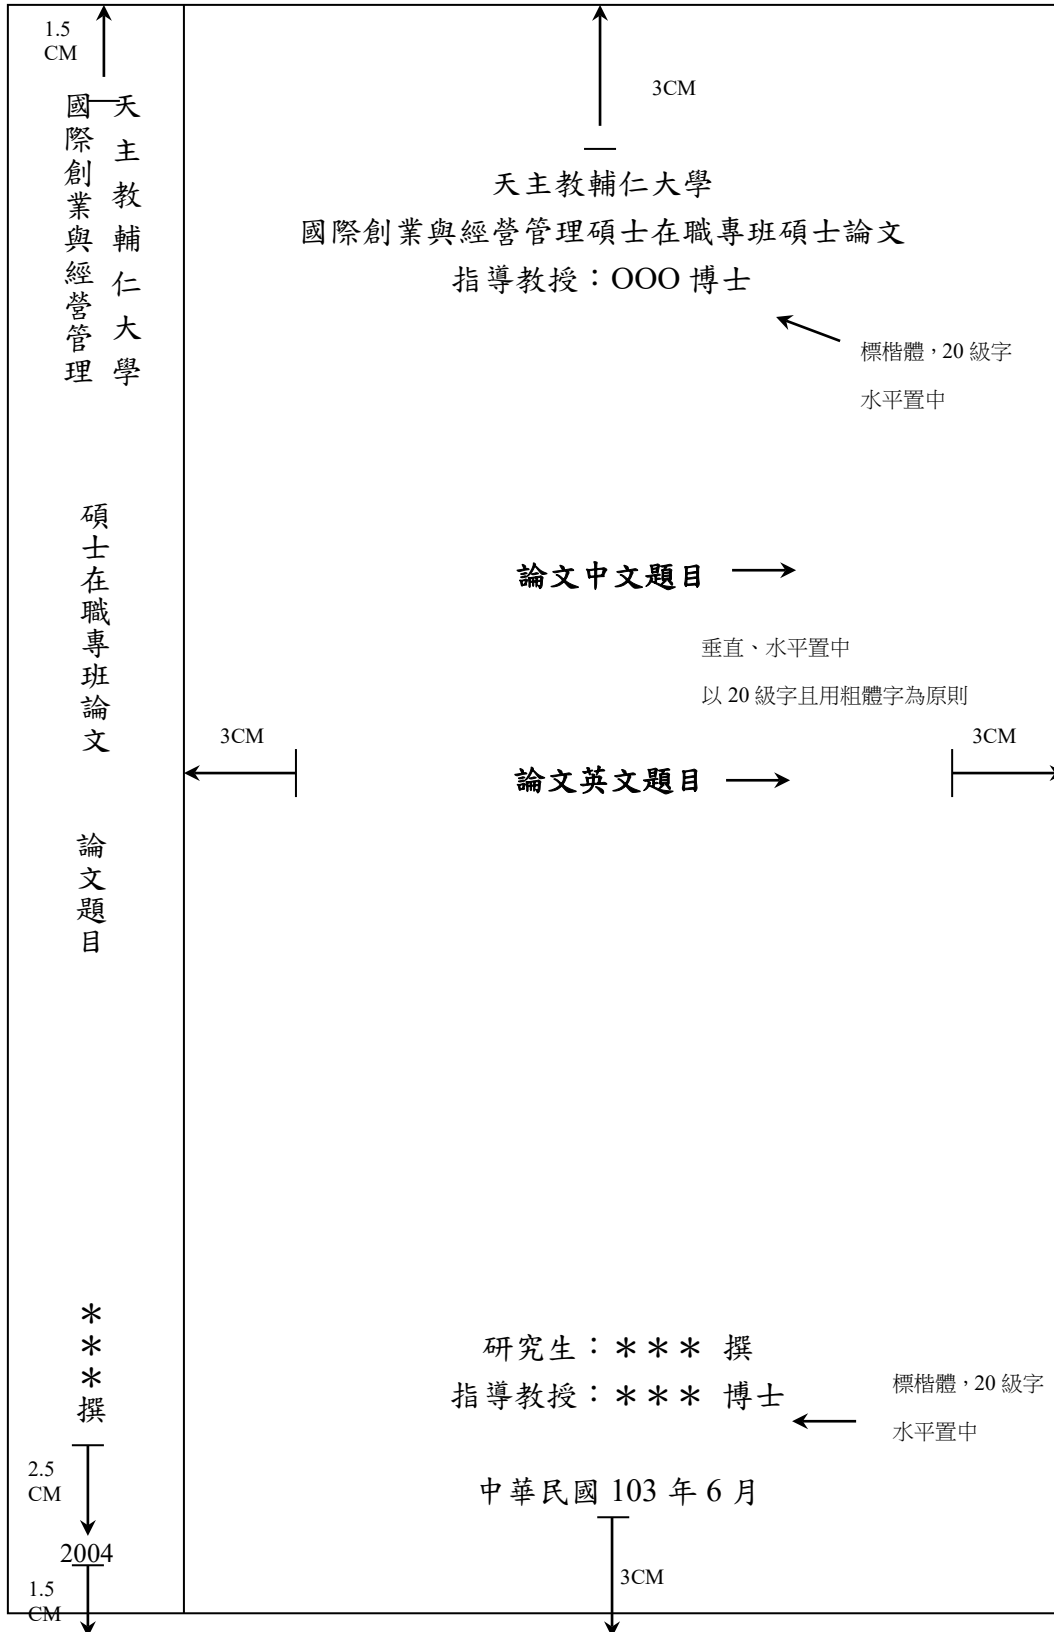 1.5
CM
天主教輔仁大學
國際創業與經營管理
碩士在職專班論文
論文題目
＊＊＊撰
2.5
CM
2004
1.5
CM
3CM
天主教輔仁大學
國際創業與經營管理碩士在職專班碩士論文
指導教授：OOO 博士
標楷體，20 級字
水平置中
論文中文題目
垂直、水平置中
以 20 級字且用粗體字為原則
3CM
3CM
論文英文題目
研究生：＊＊＊ 撰
指導教授：＊＊＊ 博士
標楷體，20 級字
水平置中
中華民國 103 年 6 月
3CM